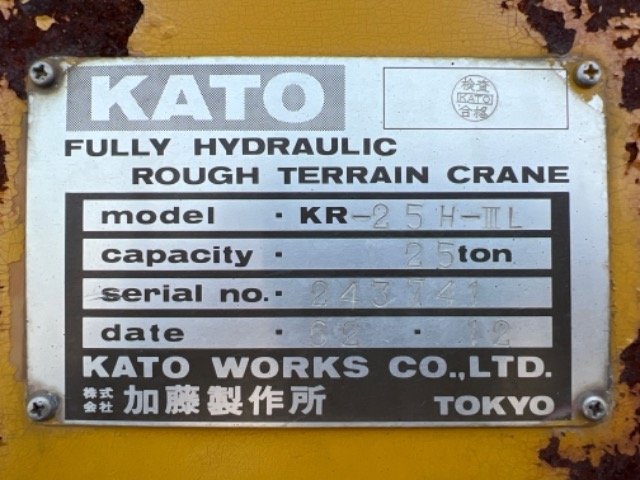 KATO
検査
KATO
合格
FULLY HYDRAULIC
ROUGH TERRAIN CRANE
model · KR-25H-ⅢL
capacity · 25ton
serial no.· 243741
date · 62 · 12
KATO WORKS CO.,LTD.
株式会社 加藤製作所 TOKYO